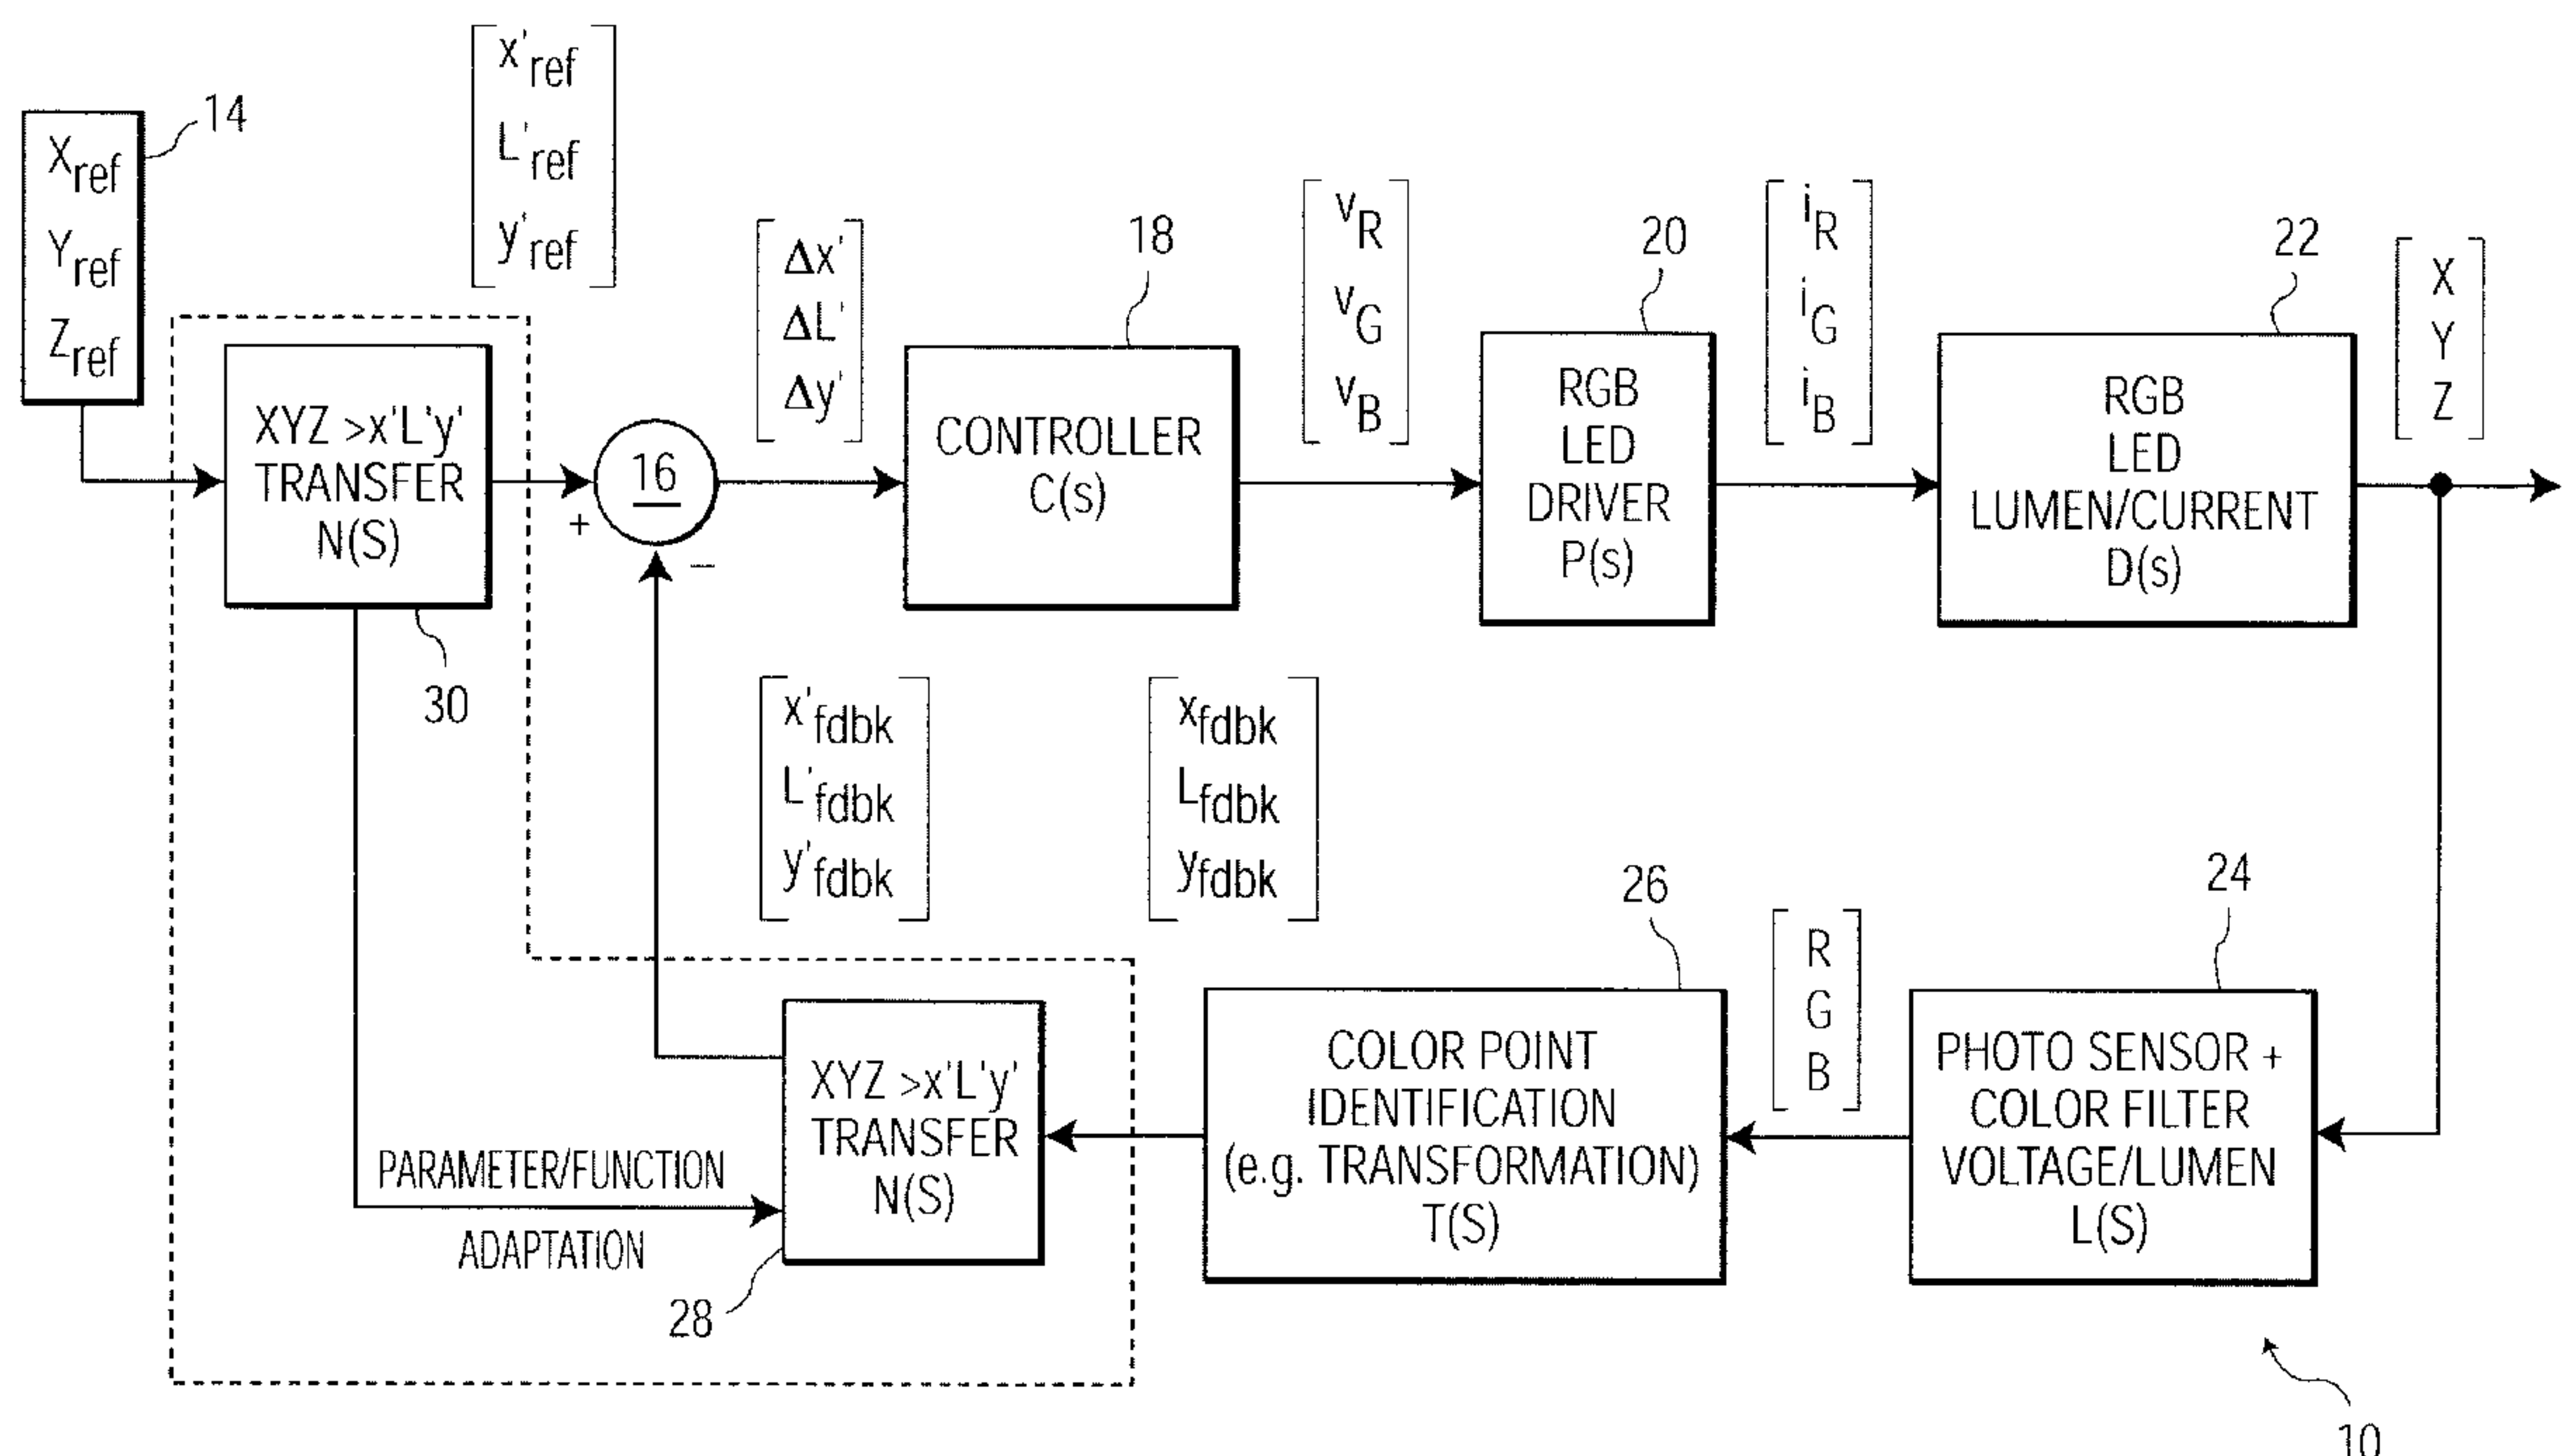 x'ref
L'ref
y'ref
14
Xref
Yref
Zref
Δx'
ΔL'
Δy'
18
vR
vG
vB
20
iR
iG
iB
22
X
Y
Z
XYZ >x'L'y'
TRANSFER
N(S)
30
16
+
−
CONTROLLER
C(s)
RGB
LED
DRIVER
P(s)
RGB
LED
LUMEN/CURRENT
D(s)
x'fdbk
L'fdbk
y'fdbk
xfdbk
Lfdbk
yfdbk
26
R
G
B
24
XYZ >x'L'y'
TRANSFER
N(S)
28
COLOR POINT
IDENTIFICATION
(e.g. TRANSFORMATION)
T(S)
PHOTO SENSOR +
COLOR FILTER
VOLTAGE/LUMEN
L(S)
PARAMETER/FUNCTION
ADAPTATION
10